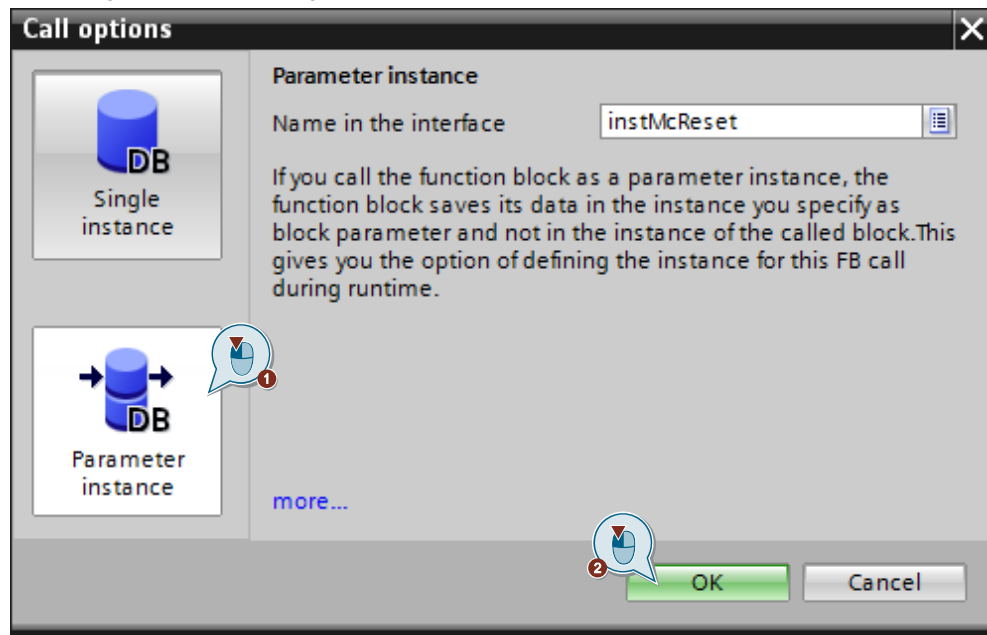 Call options
DB
Single
instance
DB
Parameter
instance
Parameter instance
Name in the interface
instMcReset
If you call the function block as a parameter instance, the
function block saves its data in the instance you specify as
block parameter and not in the instance of the called block.This
gives you the option of defining the instance for this FB call
during runtime.
more...
1
2
OK
Cancel